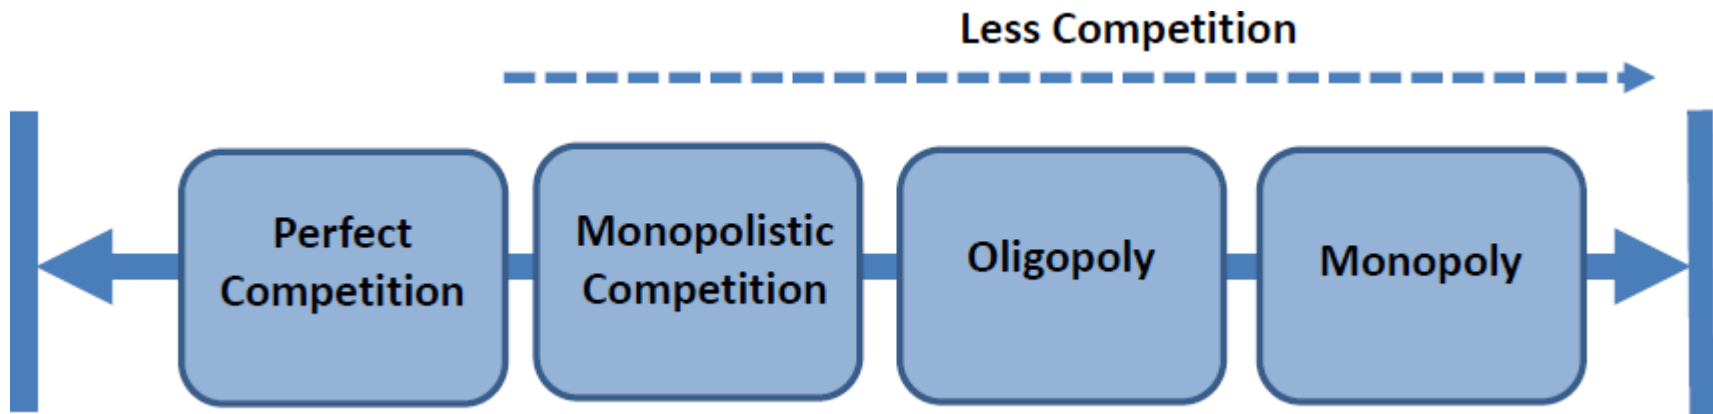 Less Competition
Perfect
Competition
Monopolistic
Competition
Oligopoly
Monopoly